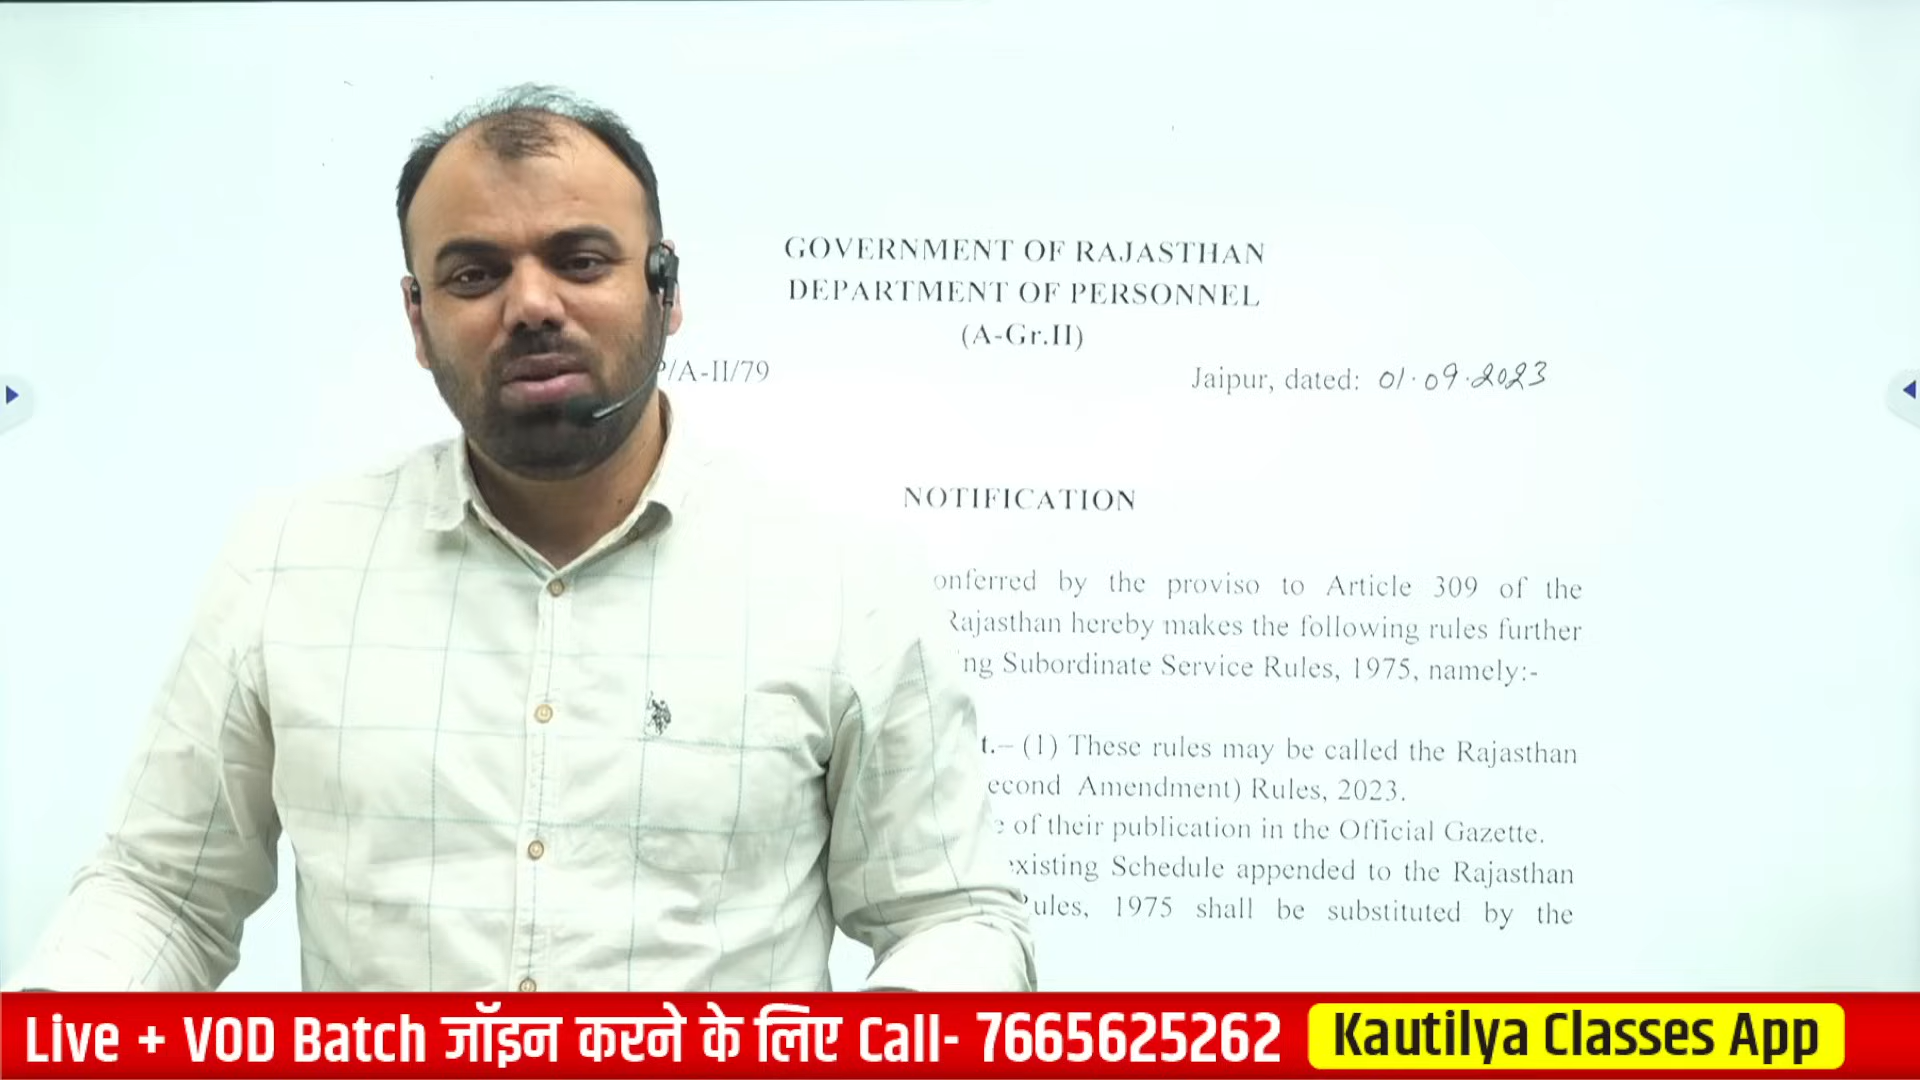 GOVERNMENT OF RAJASTHAN
DEPARTMENT OF PERSONNEL
(A-Gr.II)
/A-II/79
Jaipur, dated: 01.09.2023
NOTIFICATION
onferred by the proviso to Article 309 of the
Rajasthan hereby makes the following rules further
ng Subordinate Service Rules, 1975, namely:-
t.– (1) These rules may be called the Rajasthan
econd Amendment) Rules, 2023.
of their publication in the Official Gazette.
xisting Schedule appended to the Rajasthan
ules, 1975 shall be substituted by the
Live + VOD Batch जॉइन करने के लिए Call- 7665625262
Kautilya Classes App